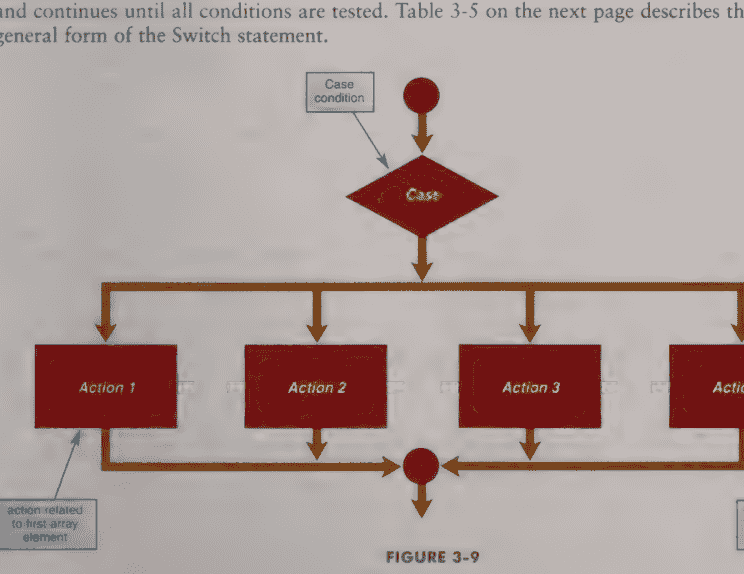 and continues until all conditions are tested. Table 3-5 on the next page describes th
general form of the Switch statement.
Case
condition
Case
Action 1
Action 2
Action 3
Actio
action related
to first array
element
FIGURE 3-9